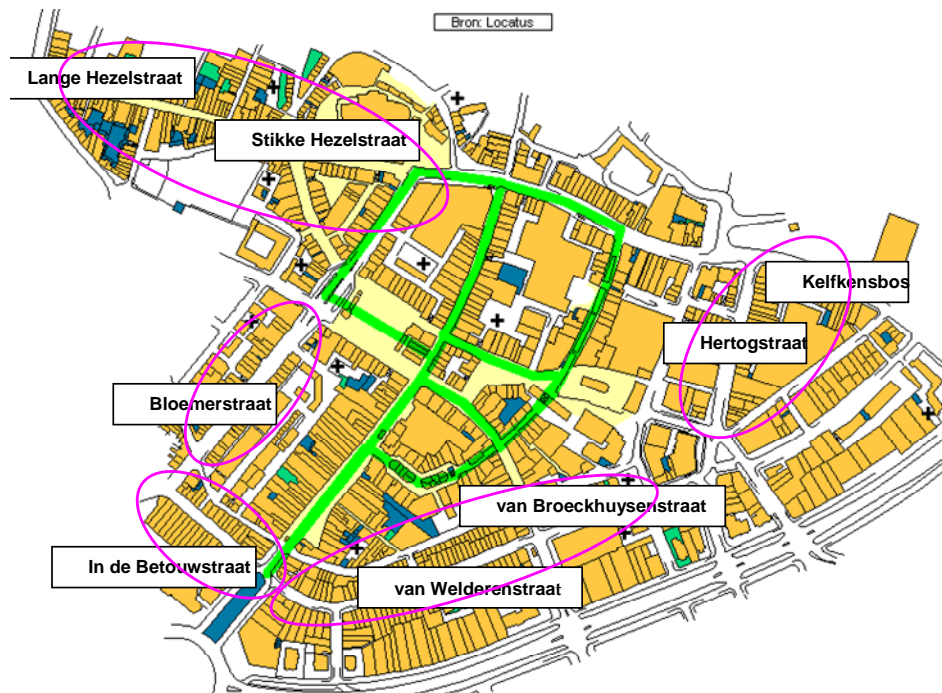 Bron: Locatus
Lange Hezelstraat
Stikke Hezelstraat
Kelfkensbos
Hertogstraat
Bloemerstraat
van Broeckhuysenstraat
In de Betouwstraat
van Welderenstraat